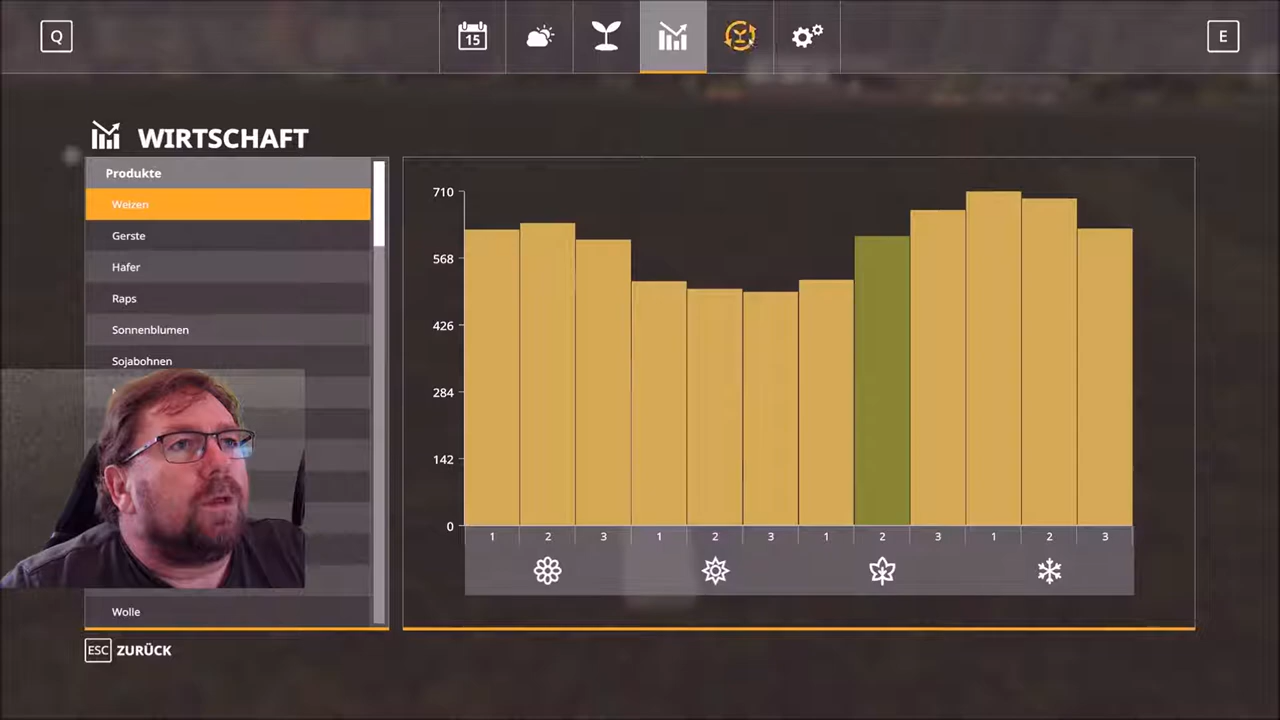 Q
15
E
WIRTSCHAFT
Produkte
Weizen
Gerste
Hafer
Raps
Sonnenblumen
Sojabohnen
Wolle
710
568
426
284
142
0
1 2 3 1 2 3 1 2 3 1 2 3
ESC ZURÜCK